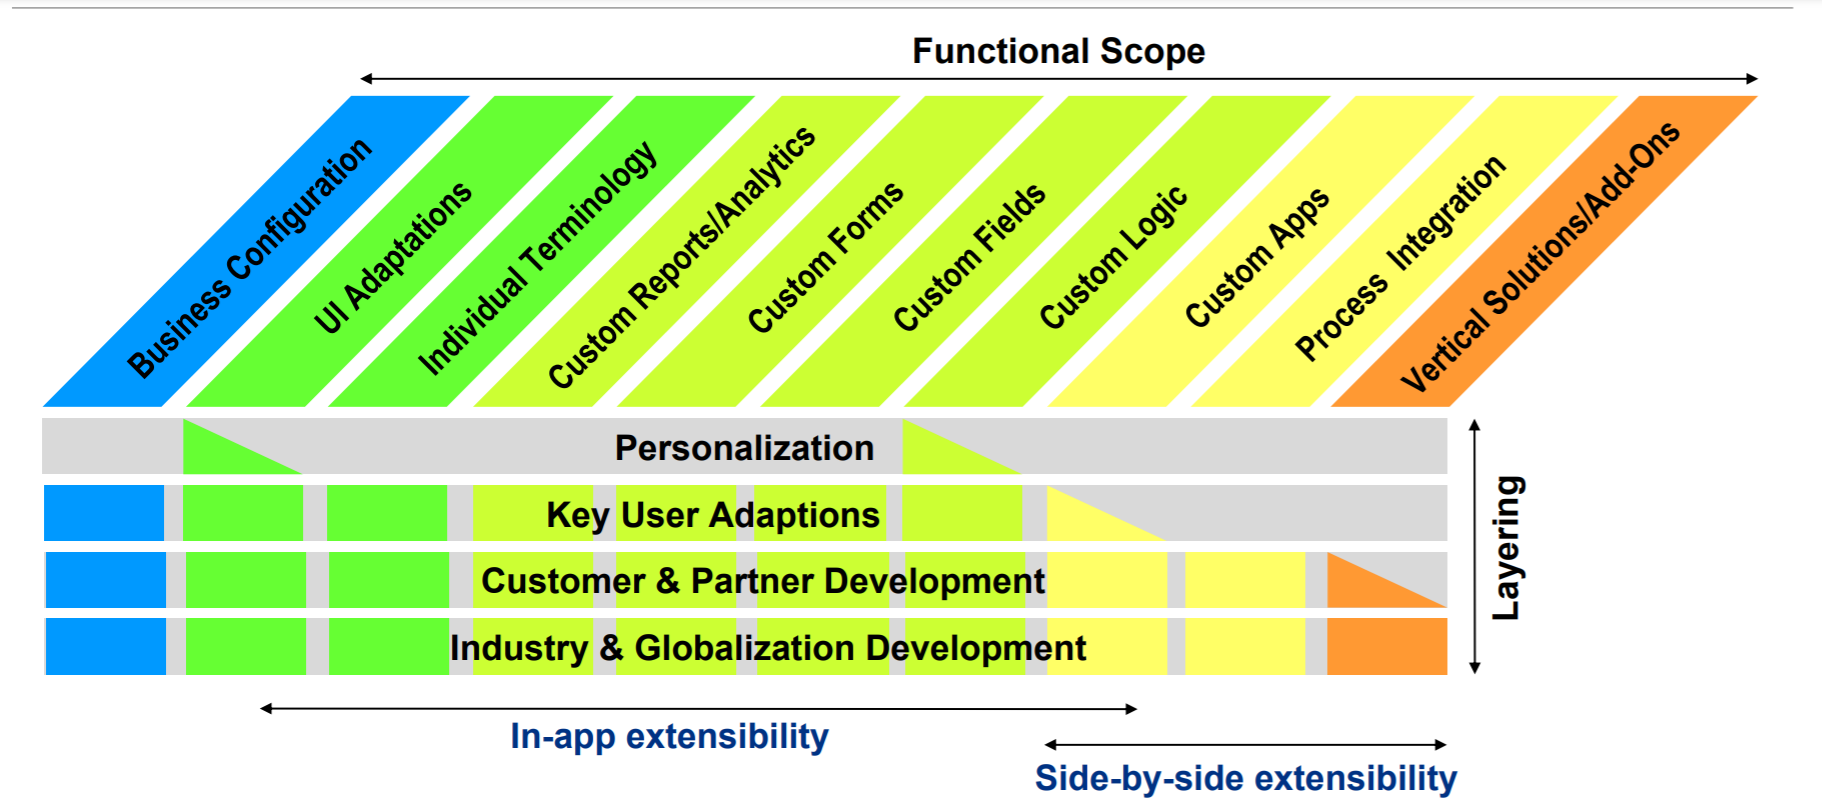 Functional Scope
Business Configuration
UI Adaptations
Individual Terminology
Custom Reports/Analytics
Custom Forms
Custom Fields
Custom Logic
Custom Apps
Process Integration
Vertical Solutions/Add-Ons
Personalization
Key User Adaptions
Customer & Partner Development
Industry & Globalization Development
Layering
In-app extensibility
Side-by-side extensibility